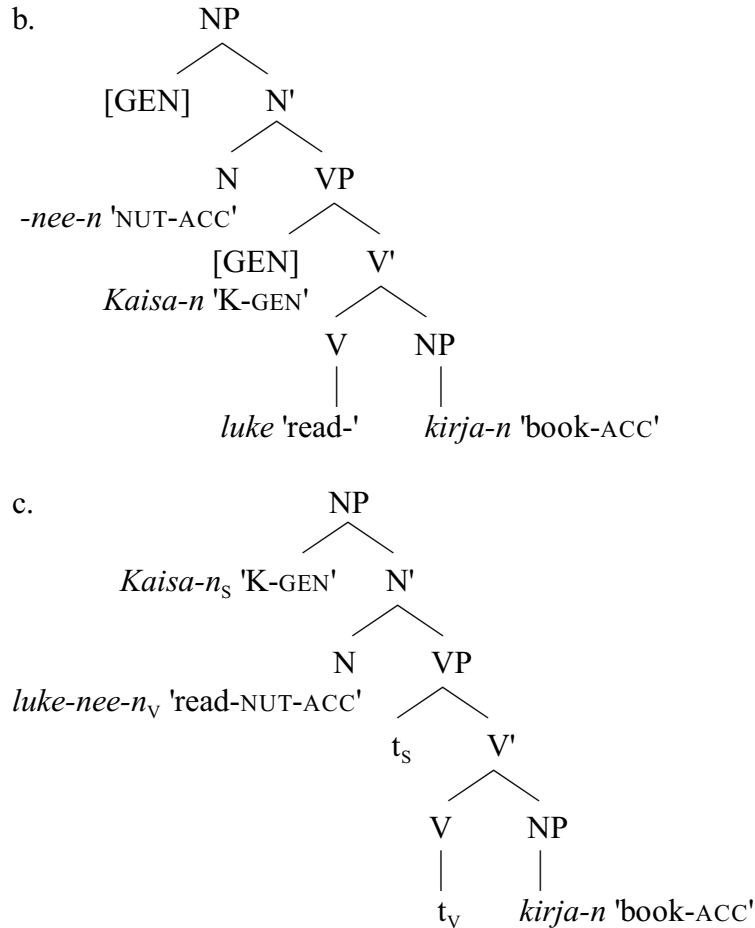 b. NP
[GEN] N'
N VP
-nee-n 'NUT-ACC'
[GEN] V'
Kaisa-n 'K-GEN'
V NP
luke 'read-' kirja-n 'book-ACC'
c. NP
Kaisa-nS 'K-GEN' N'
N VP
luke-nee-nV 'read-NUT-ACC'
tS V'
V NP
tV kirja-n 'book-ACC'